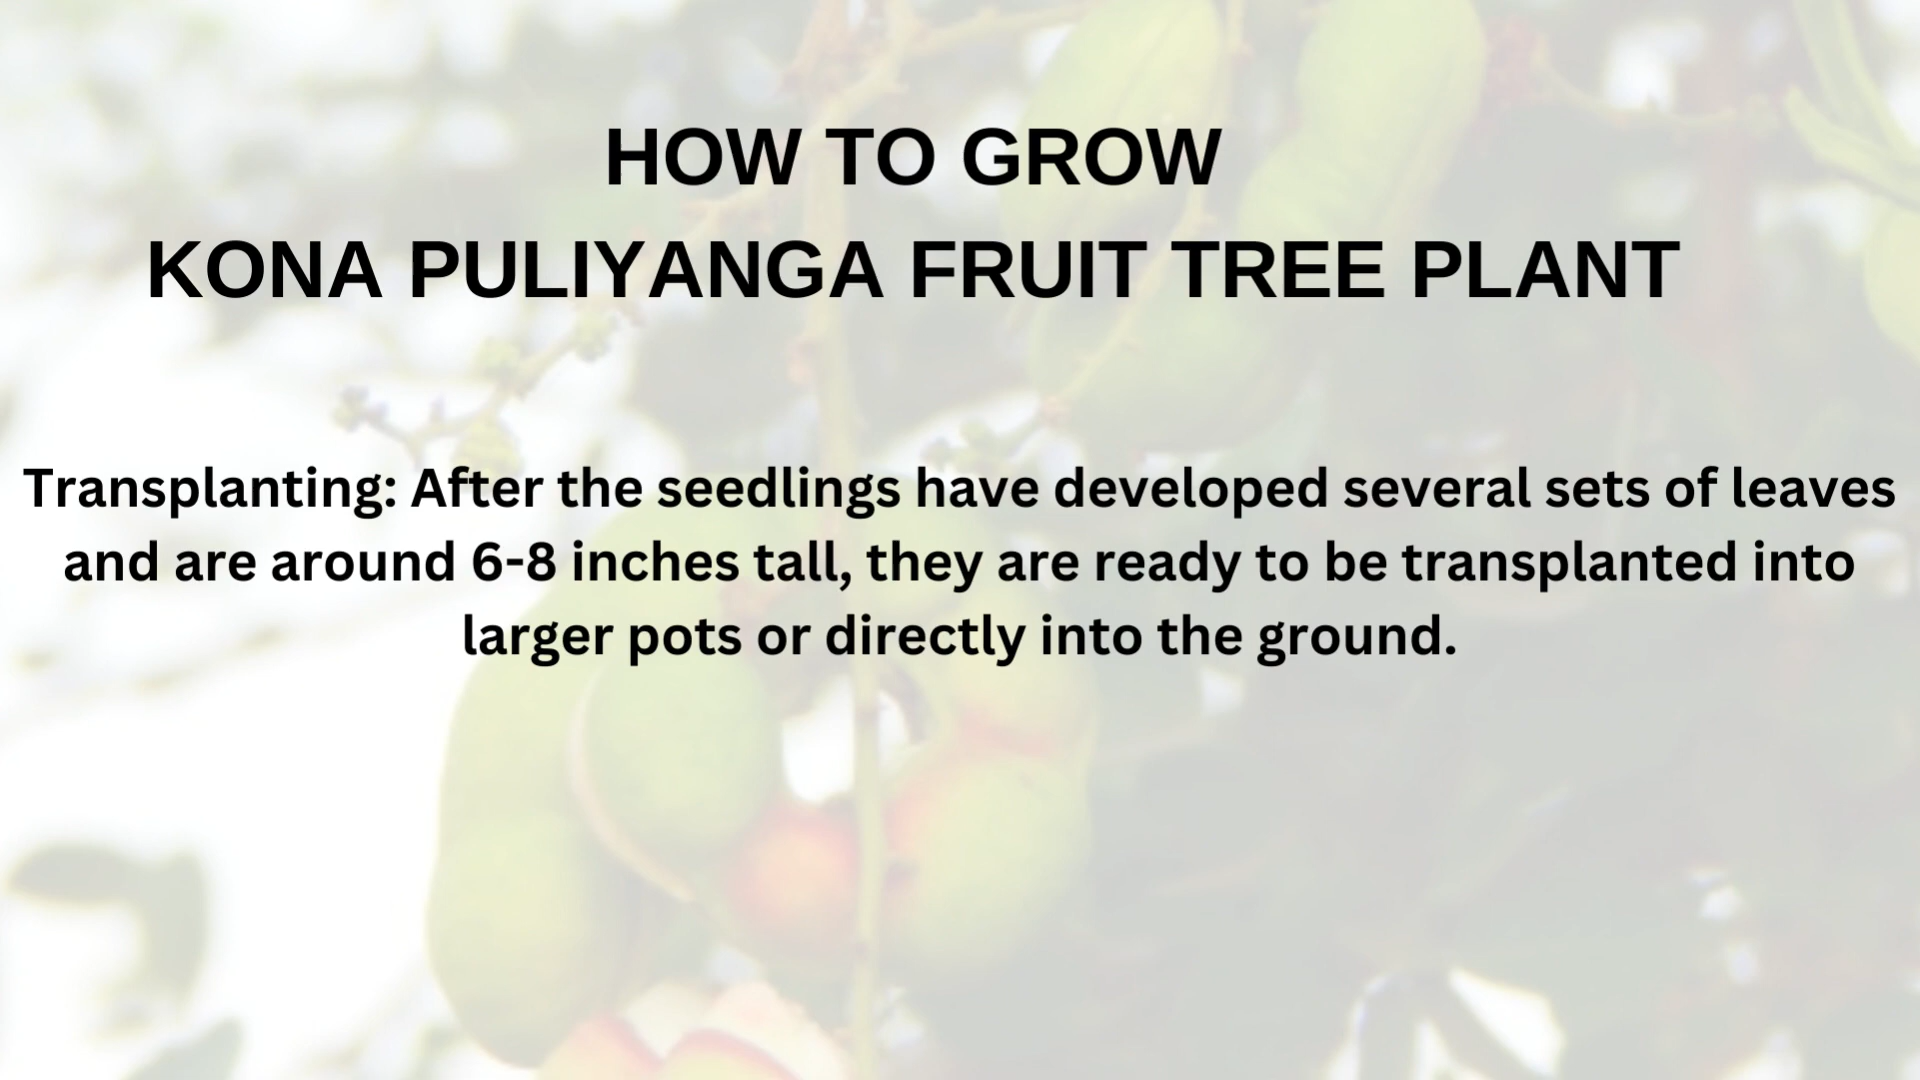 HOW TO GROW
KONA PULIYANGA FRUIT TREE PLANT
Transplanting: After the seedlings have developed several sets of leaves
and are around 6-8 inches tall, they are ready to be transplanted into
larger pots or directly into the ground.